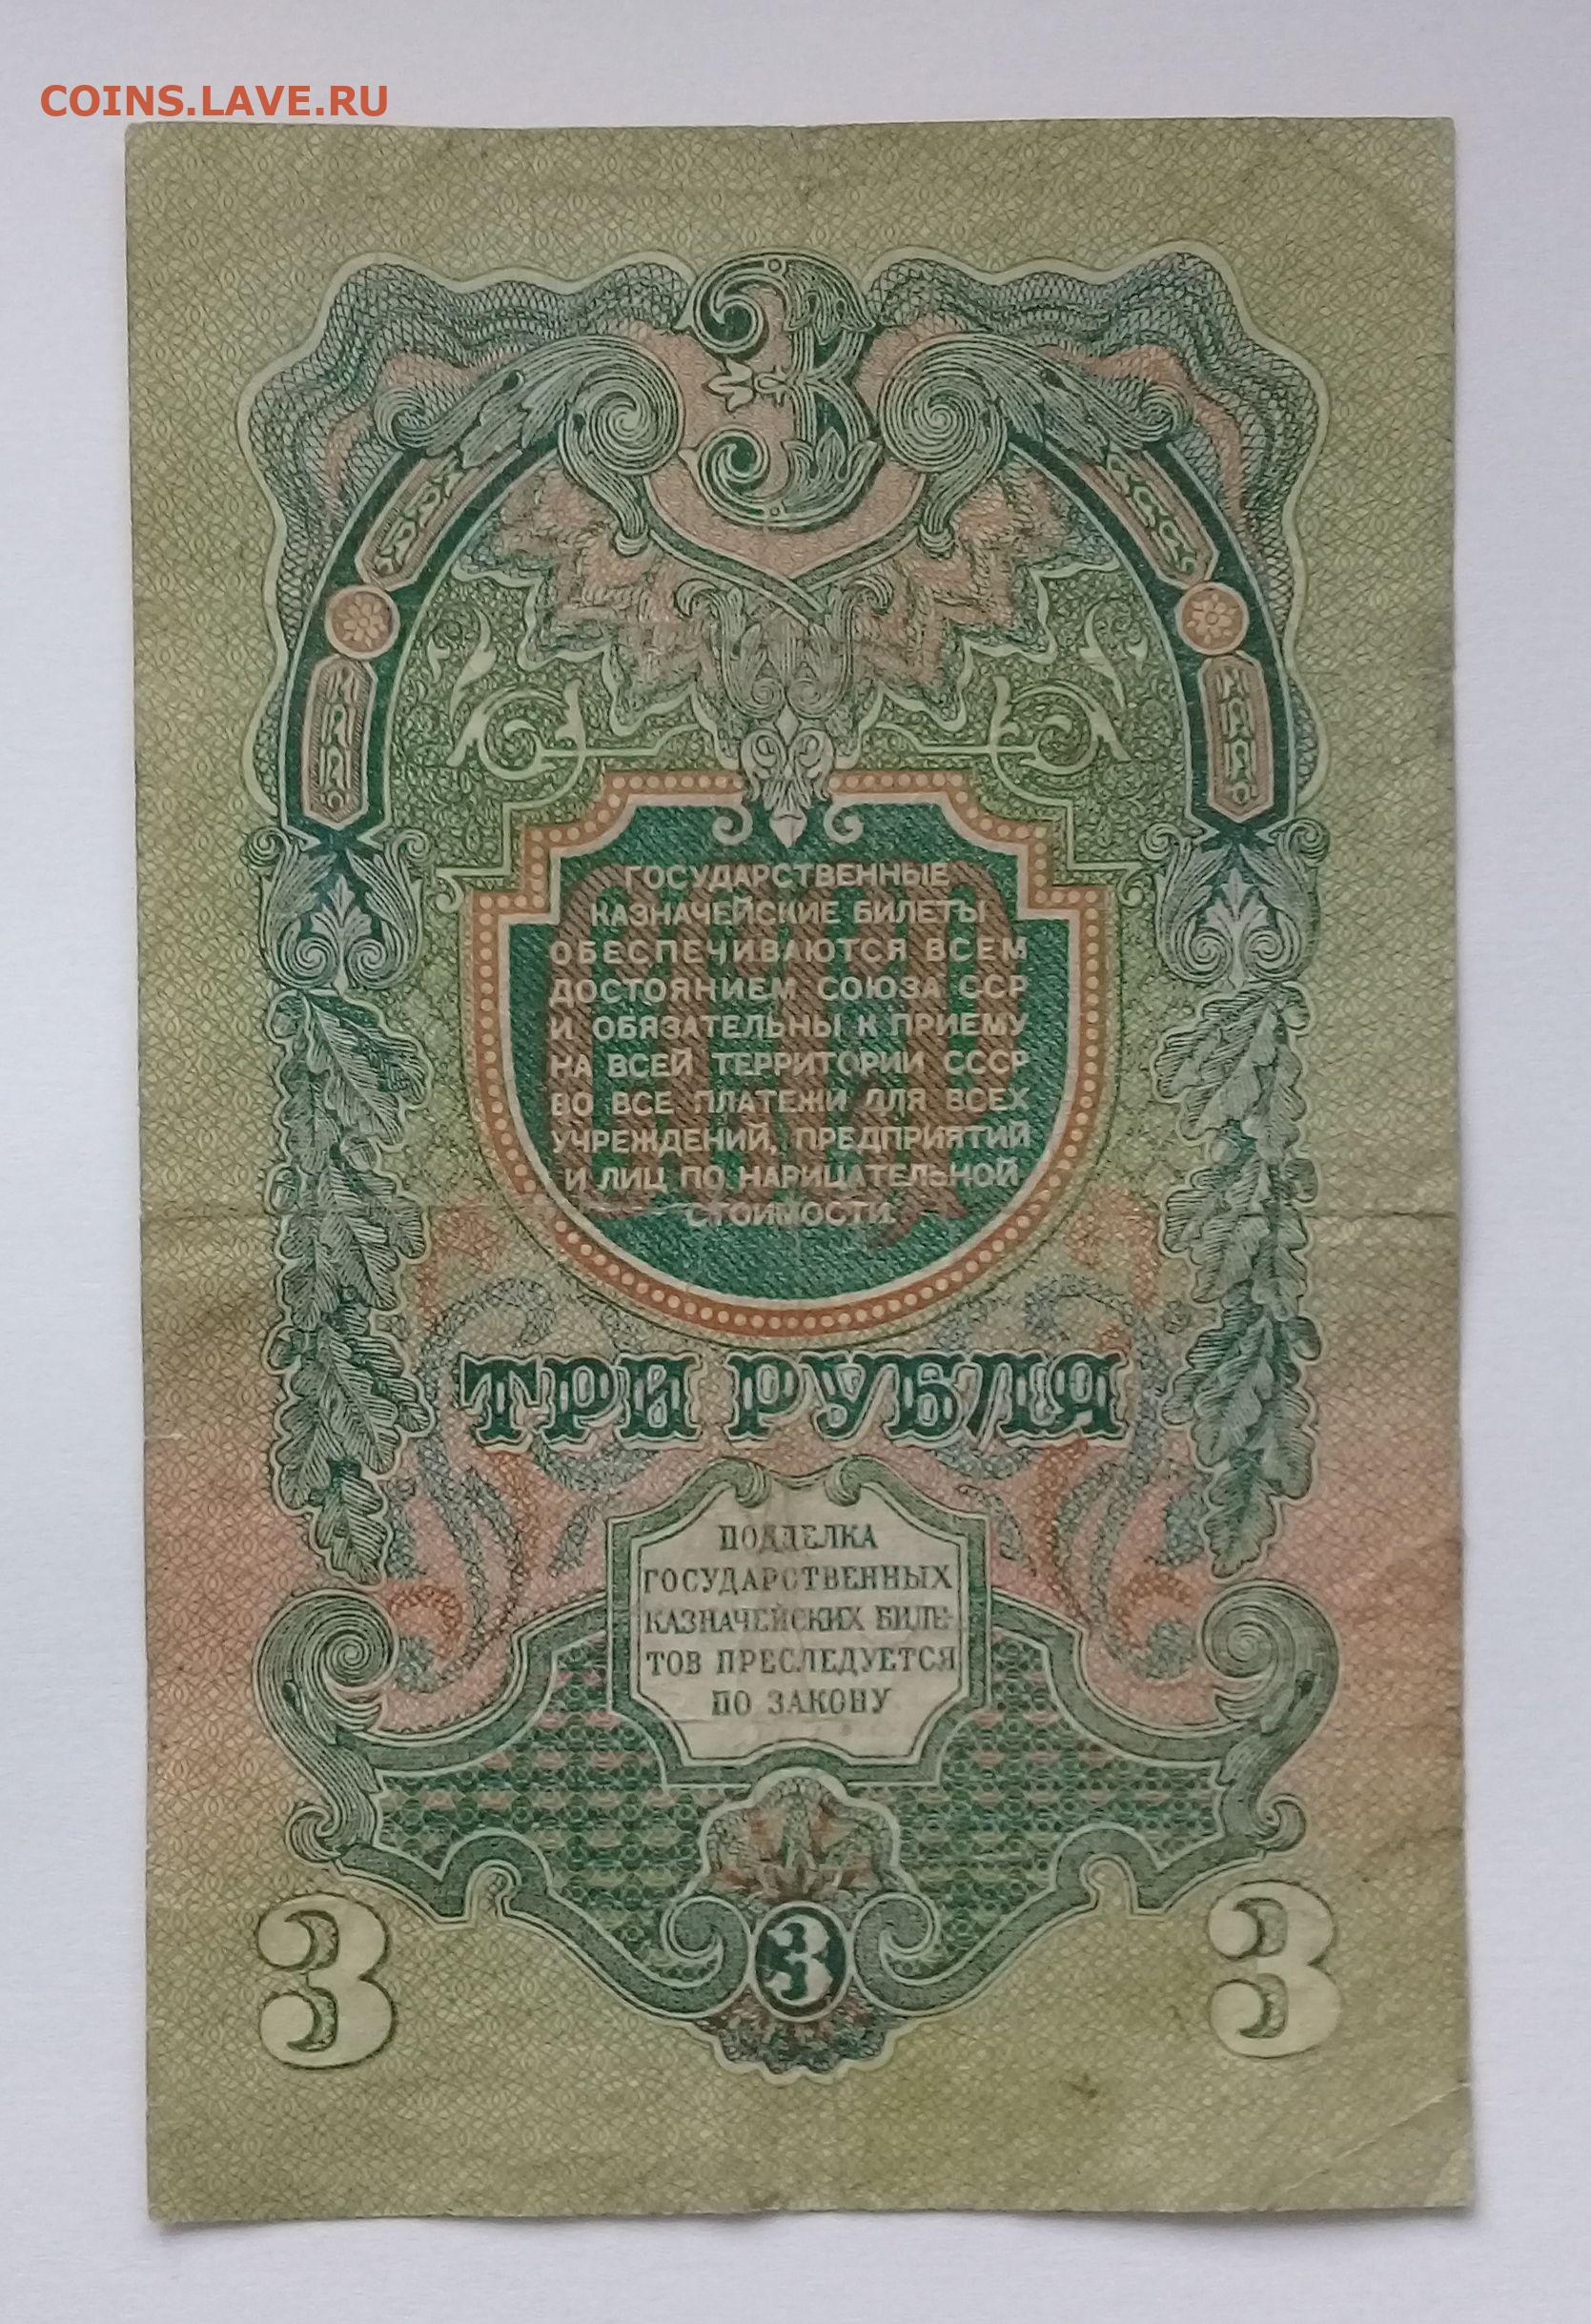 COINS.LAVE.RU
3
ГОСУДАРСТВЕННЫЕ
КАЗНАЧЕЙСКИЕ БИЛЕТЫ
ОБЕСПЕЧИВАЮТСЯ ВСЕМ
ДОСТОЯНИЕМ СОЮЗА ССР
И ОБЯЗАТЕЛЬНЫ К ПРИЕМУ
НА ВСЕЙ ТЕРРИТОРИИ СССР
ВО ВСЕ ПЛАТЕЖИ ДЛЯ ВСЕХ
УЧРЕЖДЕНИЙ, ПРЕДПРИЯТИЙ
И ЛИЦ ПО НАРИЦАТЕЛЬНОЙ
СТОИМОСТИ.
ТРИ РУБЛЯ
ПОДДЕЛКА
ГОСУДАРСТВЕННЫХ
КАЗНАЧЕЙСКИХ БИЛЕ-
ТОВ ПРЕСЛЕДУЕТСЯ
ПО ЗАКОНУ
3 3 3